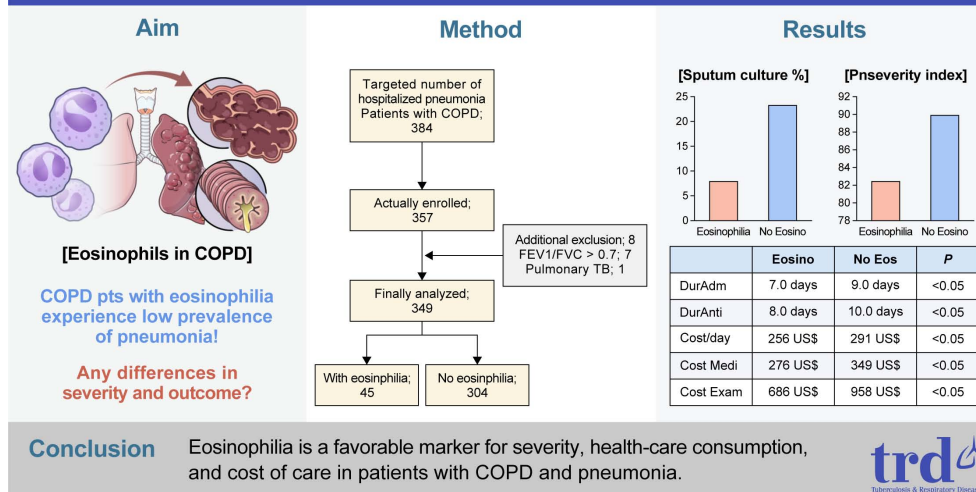 Aim
[Eosinophils in COPD]
COPD pts with eosinophilia
experience low prevalence
of pneumonia!
Any differences in
severity and outcome?
Method
Targeted number of
hospitalized pneumonia
Patients with COPD;
384
Actually enrolled;
357
Additional exclusion; 8
FEV1/FVC > 0.7; 7
Pulmonary TB; 1
Finally analyzed;
349
With eosinphilia;
45
No eosinphilia;
304
Results
[Sputum culture %]
25
20
15
10
5
0
Eosinophilia No Eosino
[Pnseverity index]
92
90
88
86
84
82
80
78
Eosinophilia No Eosino
Eosino No Eos P
DurAdm 7.0 days 9.0 days <0.05
DurAnti 8.0 days 10.0 days <0.05
Cost/day 256 US$ 291 US$ <0.05
Cost Medi 276 US$ 349 US$ <0.05
Cost Exam 686 US$ 958 US$ <0.05
Conclusion
Eosinophilia is a favorable marker for severity, health-care consumption,
and cost of care in patients with COPD and pneumonia.
trd
Tuberculosis & Respiratory